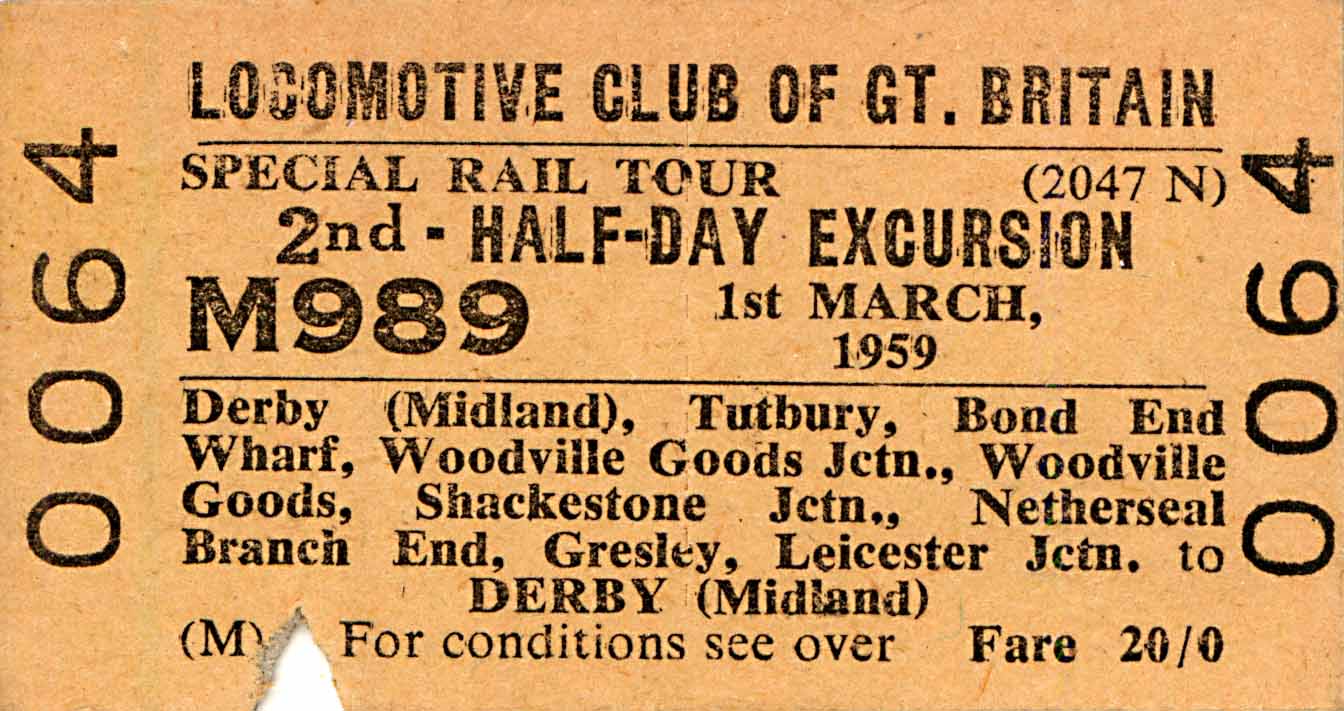 LOCOMOTIVE CLUB OF GT. BRITAIN
SPECIAL RAIL TOUR (2047 N)
2nd - HALF-DAY EXCURSION
M989 1st MARCH,
1959
Derby (Midland), Tutbury, Bond End
Wharf, Woodville Goods Jctn., Woodville
Goods, Shackestone Jctn., Netherseal
Branch End, Gresley, Leicester Jctn. to
DERBY (Midland)
(M) For conditions see over Fare 20/0
0064
0064